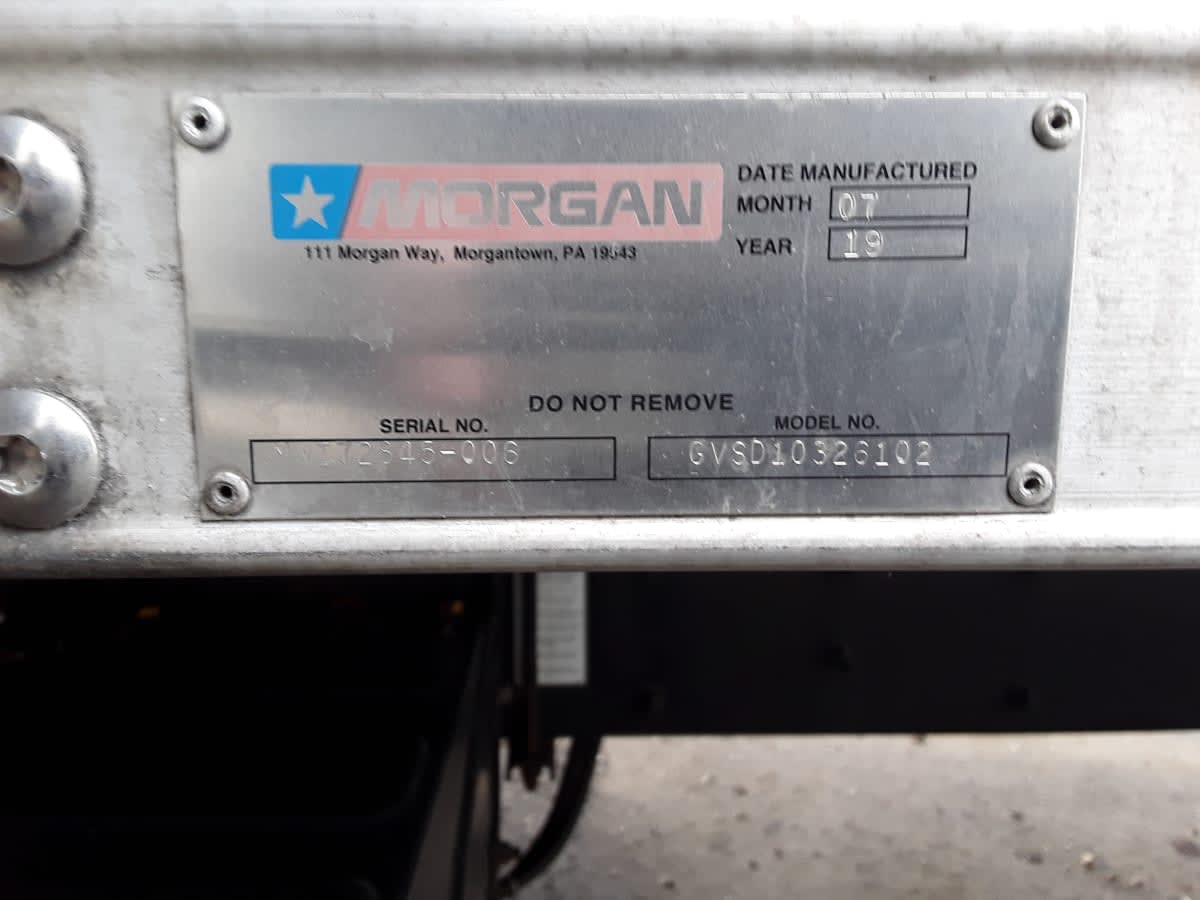 MORGAN
111 Morgan Way, Morgantown, PA 19543
DATE MANUFACTURED
MONTH 07
YEAR 19
DO NOT REMOVE
SERIAL NO.
MODEL NO.
GVSD10326102